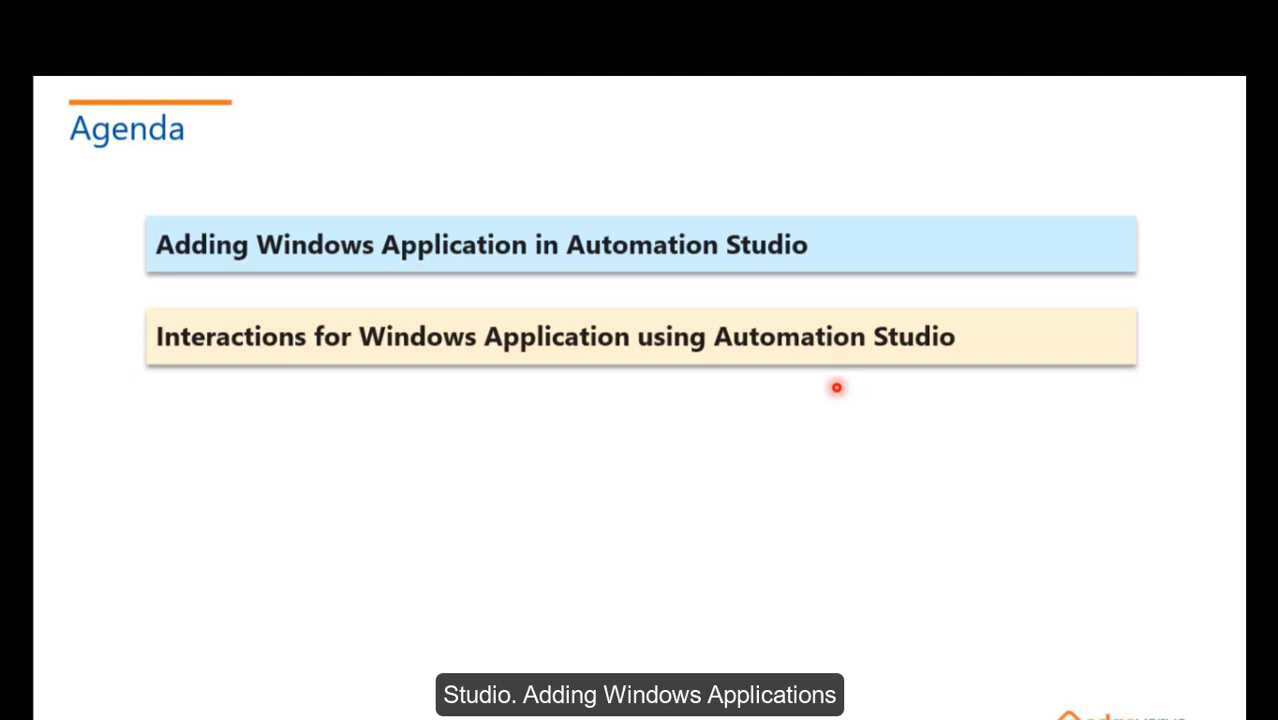 Agenda
Adding Windows Application in Automation Studio
Interactions for Windows Application using Automation Studio
Studio. Adding Windows Applications